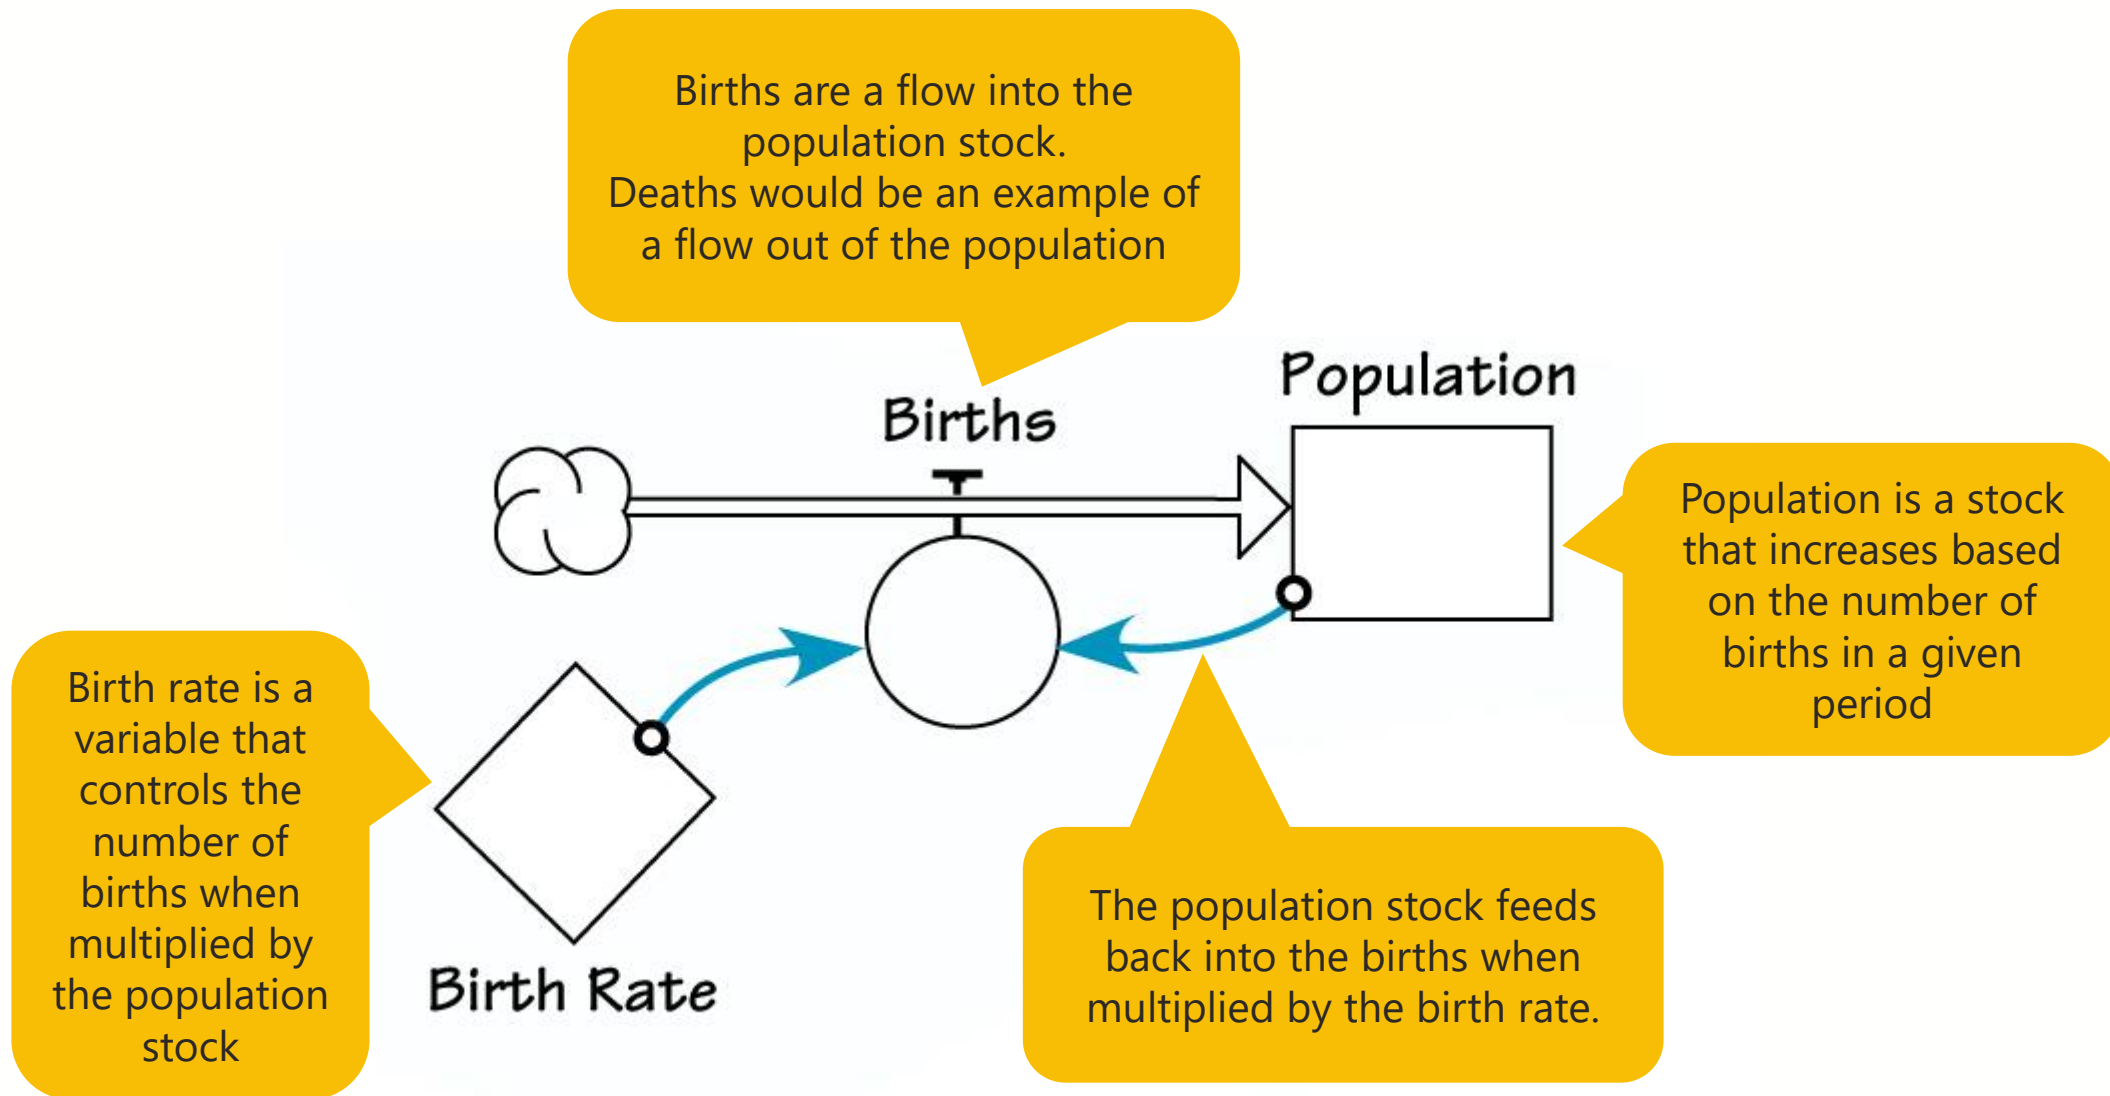 Births are a flow into the
population stock.
Deaths would be an example of
a flow out of the population
Births
Population
Population is a stock
that increases based
on the number of
births in a given
period
Birth rate is a
variable that
controls the
number of
births when
multiplied by
the population
stock
Birth Rate
The population stock feeds
back into the births when
multiplied by the birth rate.